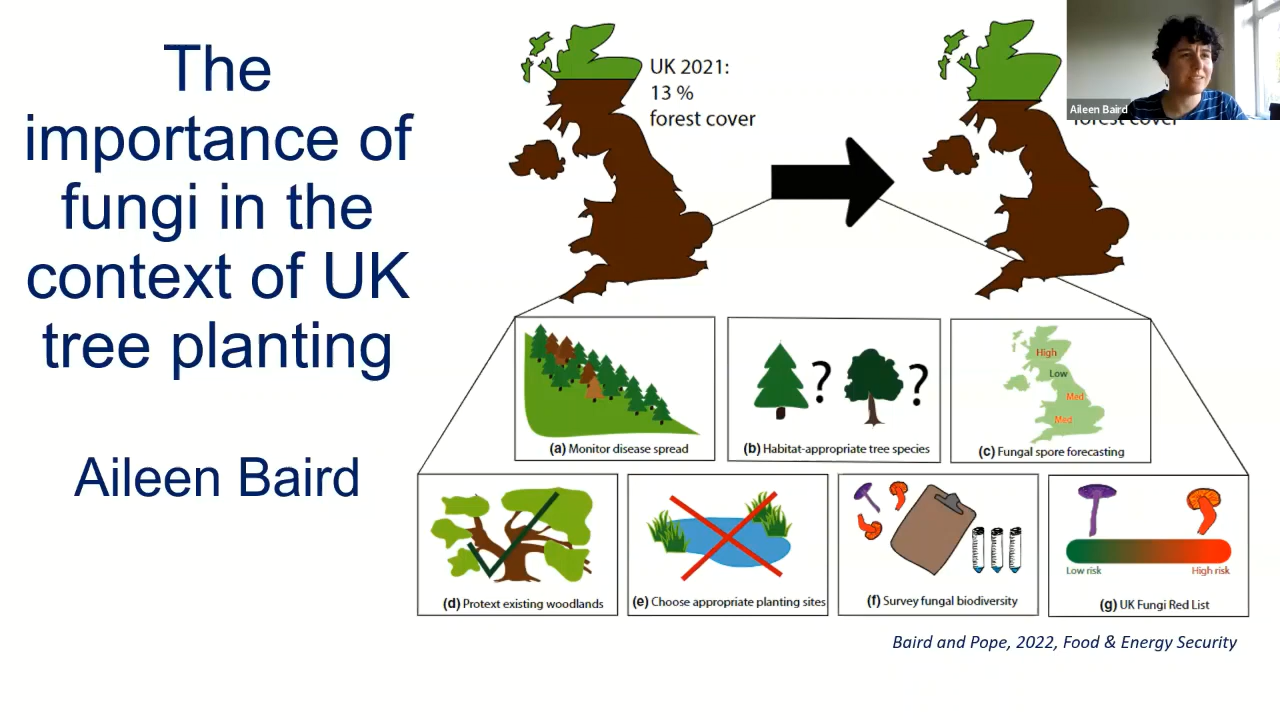 The
importance of
fungi in the
context of UK
tree planting
Aileen Baird
UK 2021:
13 %
forest cover
Aileen Baird
forest cover
(a) Monitor disease spread
? ?
(b) Habitat-appropriate tree species
High
Low
Med
Med
(c) Fungal spore forecasting
(d) Protext existing woodlands
(e) Choose appropriate planting sites
(f) Survey fungal biodiversity
Low risk
High risk
(g) UK Fungi Red List
Baird and Pope, 2022, Food & Energy Security